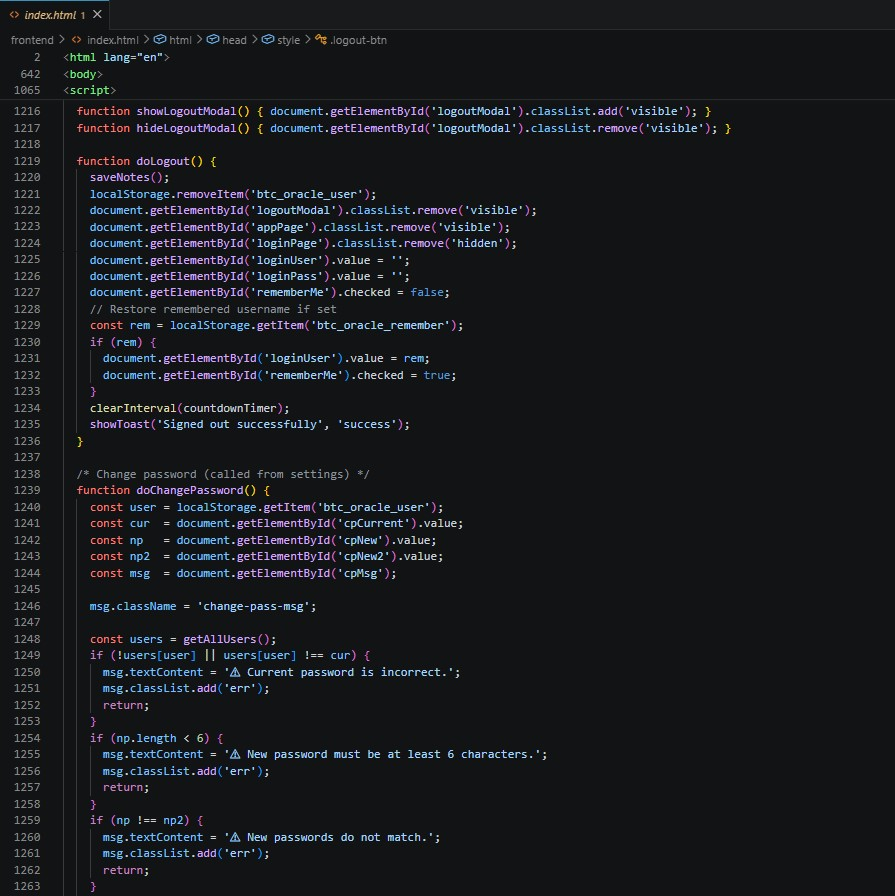 index.html 1 ×
frontend > index.html > html > head > style > .logout-btn
2 <html lang="en">
642 <body>
1065 <script>
1216 function showLogoutModal() { document.getElementById('logoutModal').classList.add('visible'); }
1217 function hideLogoutModal() { document.getElementById('logoutModal').classList.remove('visible'); }
1218
1219 function doLogout() {
1220 saveNotes();
1221 localStorage.removeItem('btc_oracle_user');
1222 document.getElementById('logoutModal').classList.remove('visible');
1223 document.getElementById('appPage').classList.remove('visible');
1224 document.getElementById('loginPage').classList.remove('hidden');
1225 document.getElementById('loginUser').value = '';
1226 document.getElementById('loginPass').value = '';
1227 document.getElementById('rememberMe').checked = false;
1228 // Restore remembered username if set
1229 const rem = localStorage.getItem('btc_oracle_remember');
1230 if (rem) {
1231 document.getElementById('loginUser').value = rem;
1232 document.getElementById('rememberMe').checked = true;
1233 }
1234 clearInterval(countdownTimer);
1235 showToast('Signed out successfully', 'success');
1236 }
1237
1238 /* Change password (called from settings) */
1239 function doChangePassword() {
1240 const user = localStorage.getItem('btc_oracle_user');
1241 const cur  = document.getElementById('cpCurrent').value;
1242 const np   = document.getElementById('cpNew').value;
1243 const np2  = document.getElementById('cpNew2').value;
1244 const msg  = document.getElementById('cpMsg');
1245
1246 msg.className = 'change-pass-msg';
1247
1248 const users = getAllUsers();
1249 if (!users[user] || users[user] !== cur) {
1250 msg.textContent = '⚠ Current password is incorrect.';
1251 msg.classList.add('err');
1252 return;
1253 }
1254 if (np.length < 6) {
1255 msg.textContent = '⚠ New password must be at least 6 characters.';
1256 msg.classList.add('err');
1257 return;
1258 }
1259 if (np !== np2) {
1260 msg.textContent = '⚠ New passwords do not match.';
1261 msg.classList.add('err');
1262 return;
1263 }